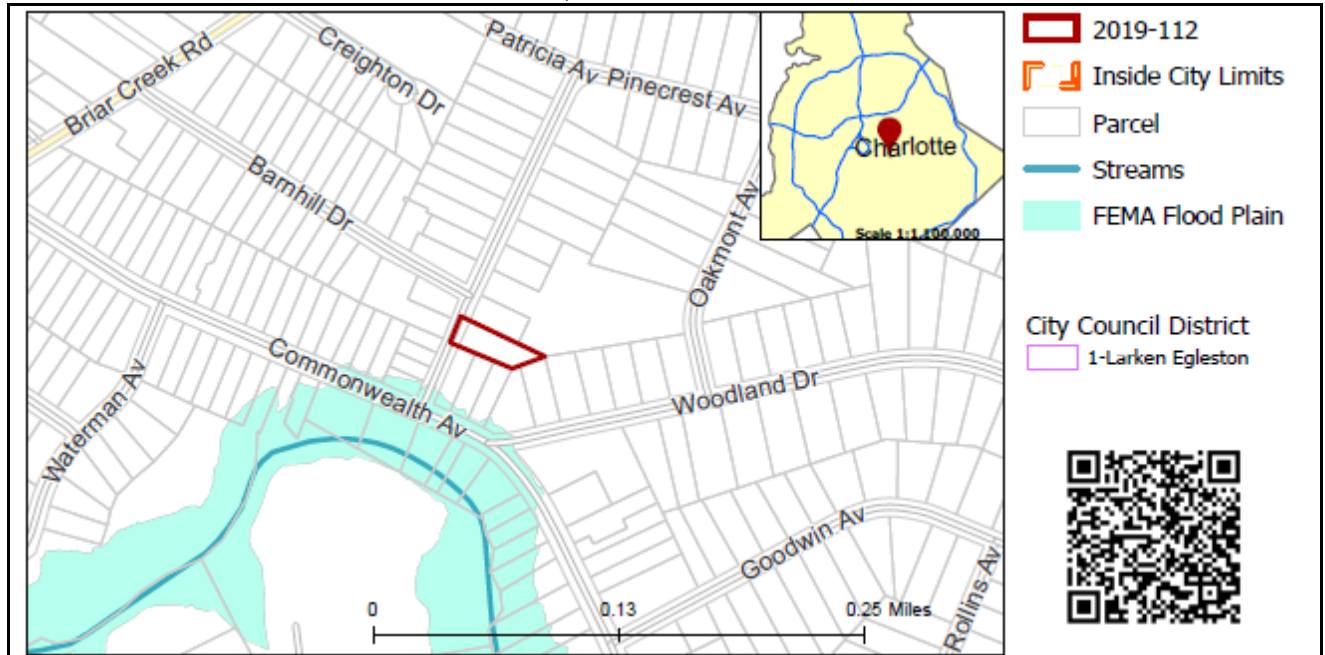 Briar Creek Rd
Creighton Dr
Patricia Av
Pinecrest Av
Barnhill Dr
Oakmont Av
Commonwealth Av
Waterman Av
Woodland Dr
Goodwin Av
Rollins Av
0
0.13
0.25 Miles
Charlotte
Scale 1:1,100,000
2019-112
Inside City Limits
Parcel
Streams
FEMA Flood Plain
City Council District
1-Larken Egleston